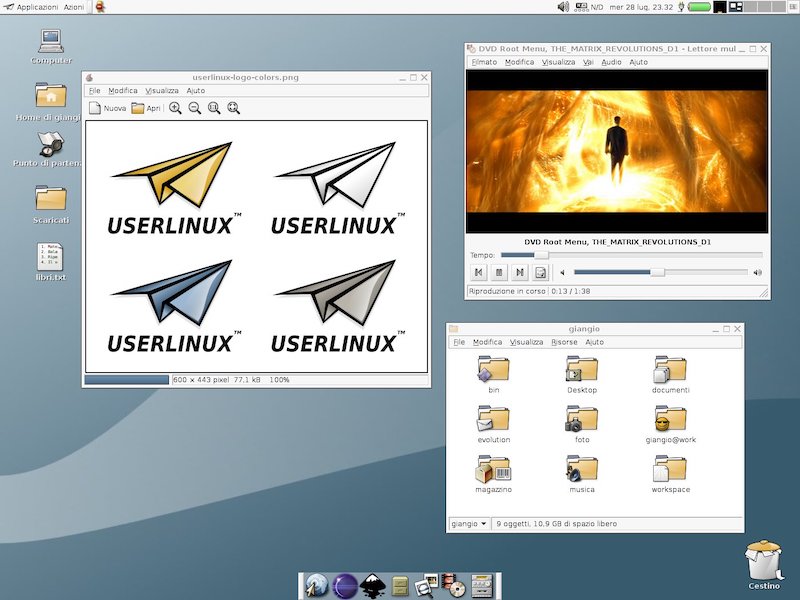 Applicazioni Azioni
N/D mer 28 lug, 23.32
Computer
Home di giangi
Punto di parten
Scaricati
libri.txt
userlinux-logo-colors.png
File Modifica Visualizza Aiuto
Nuova Apri
USERLINUX™ USERLINUX™
USERLINUX™ USERLINUX™
600 × 443 pixel 77,1 kB 100%
DVD Root Menu, THE_MATRIX_REVOLUTIONS_D1 - Lettore mul
Filmato Modifica Visualizza Vai Audio Aiuto
DVD Root Menu, THE_MATRIX_REVOLUTIONS_D1
Tempo:
Riproduzione in corso 0:13 / 1:38
giangio
File Modifica Visualizza Risorse Aiuto
bin Desktop documenti
evolution foto giangio@work
magazzino musica workspace
giangio 9 oggetti, 10,9 GB di spazio libero
Cestino